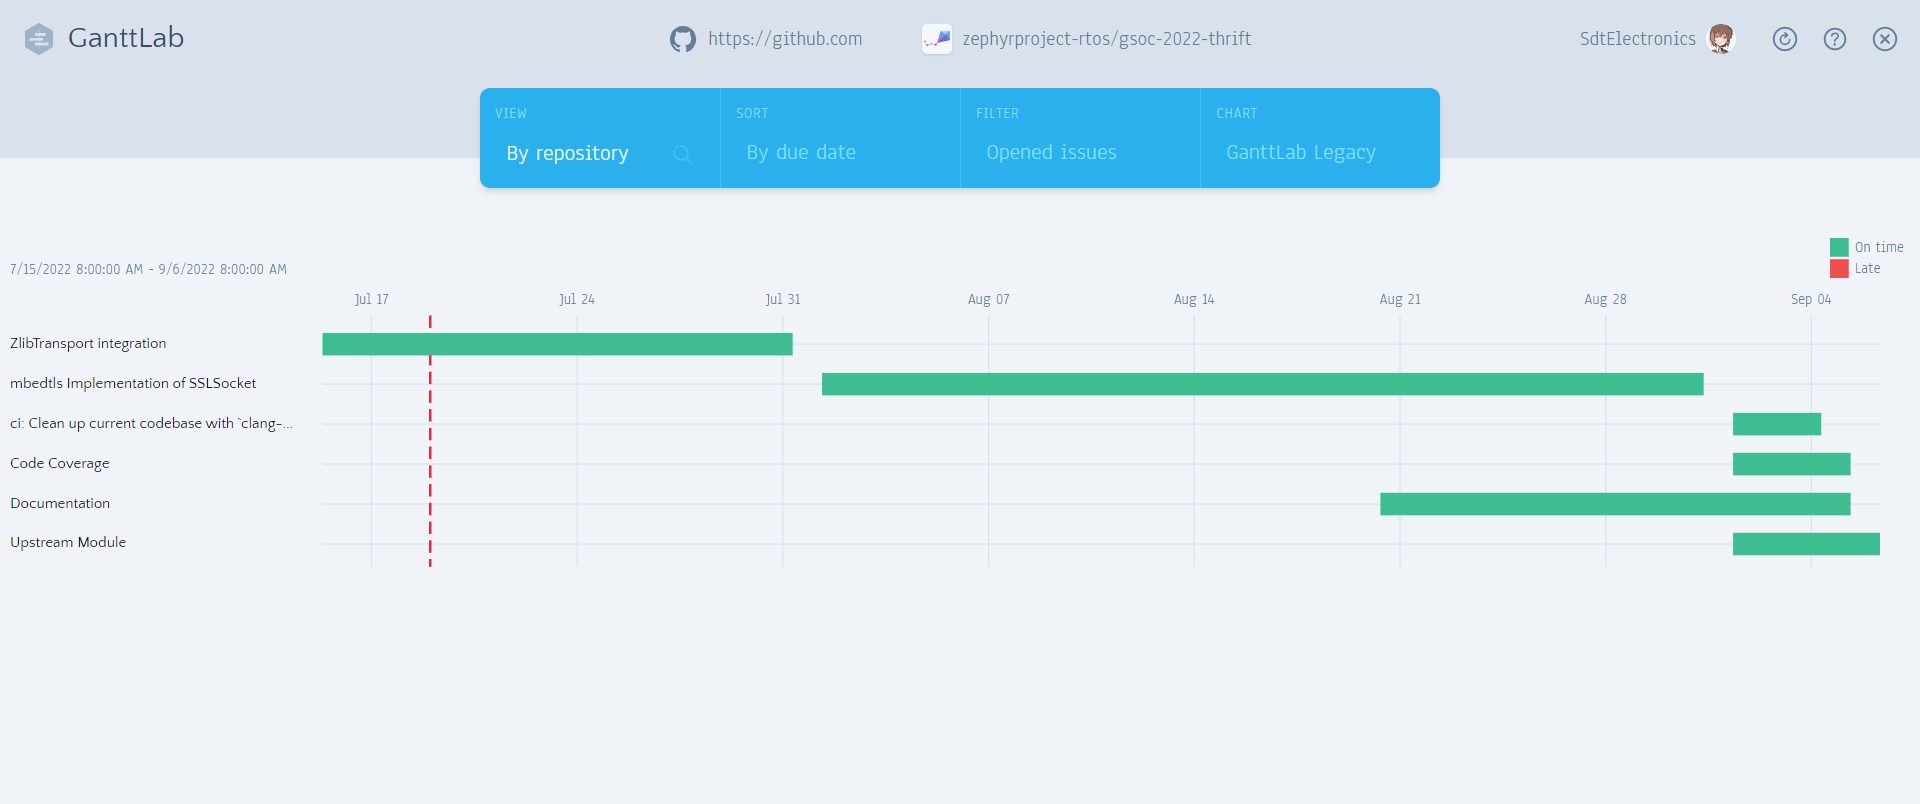 GanttLab
https://github.com
zephyrproject-rtos/gsoc-2022-thrift
SdtElectronics
VIEW
By repository
SORT
By due date
FILTER
Opened issues
CHART
GanttLab Legacy
On time
Late
7/15/2022 8:00:00 AM - 9/6/2022 8:00:00 AM
Jul 17 Jul 24 Jul 31 Aug 07 Aug 14 Aug 21 Aug 28 Sep 04
ZlibTransport integration
mbedtls Implementation of SSLSocket
ci: Clean up current codebase with `clang-...
Code Coverage
Documentation
Upstream Module